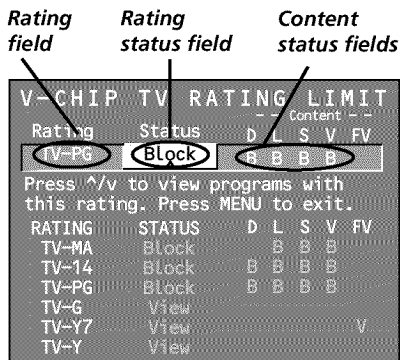 Rating field
Rating status field
Content status fields
V-CHIP TV RATING LIMIT
- - Content - -
Rating Status D L S V FV
TV-PG Block B B B B
Press ^/v to view programs with
this rating. Press MENU to exit.
RATING STATUS D L S V FV
TV-MA Block B B B
TV-14 Block B B B B
TV-PG Block B B B B
TV-G View
TV-Y7 View V
TV-Y View